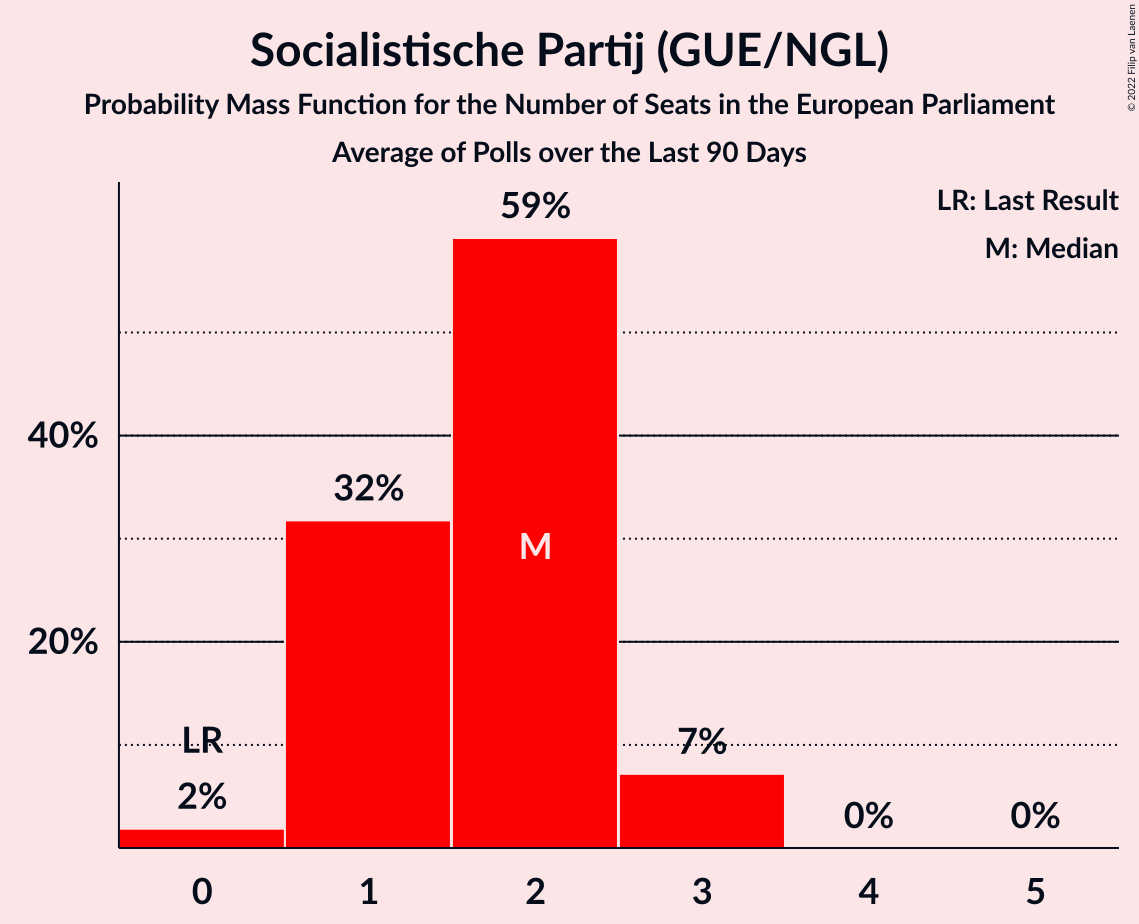 Socialistische Partij (GUE/NGL)
Probability Mass Function for the Number of Seats in the European Parliament
Average of Polls over the Last 90 Days
© 2022 Filip van Laenen
LR: Last Result
M: Median
59%
40%
32%
M
20%
LR
7%
2%
0%
0%
0 1 2 3 4 5